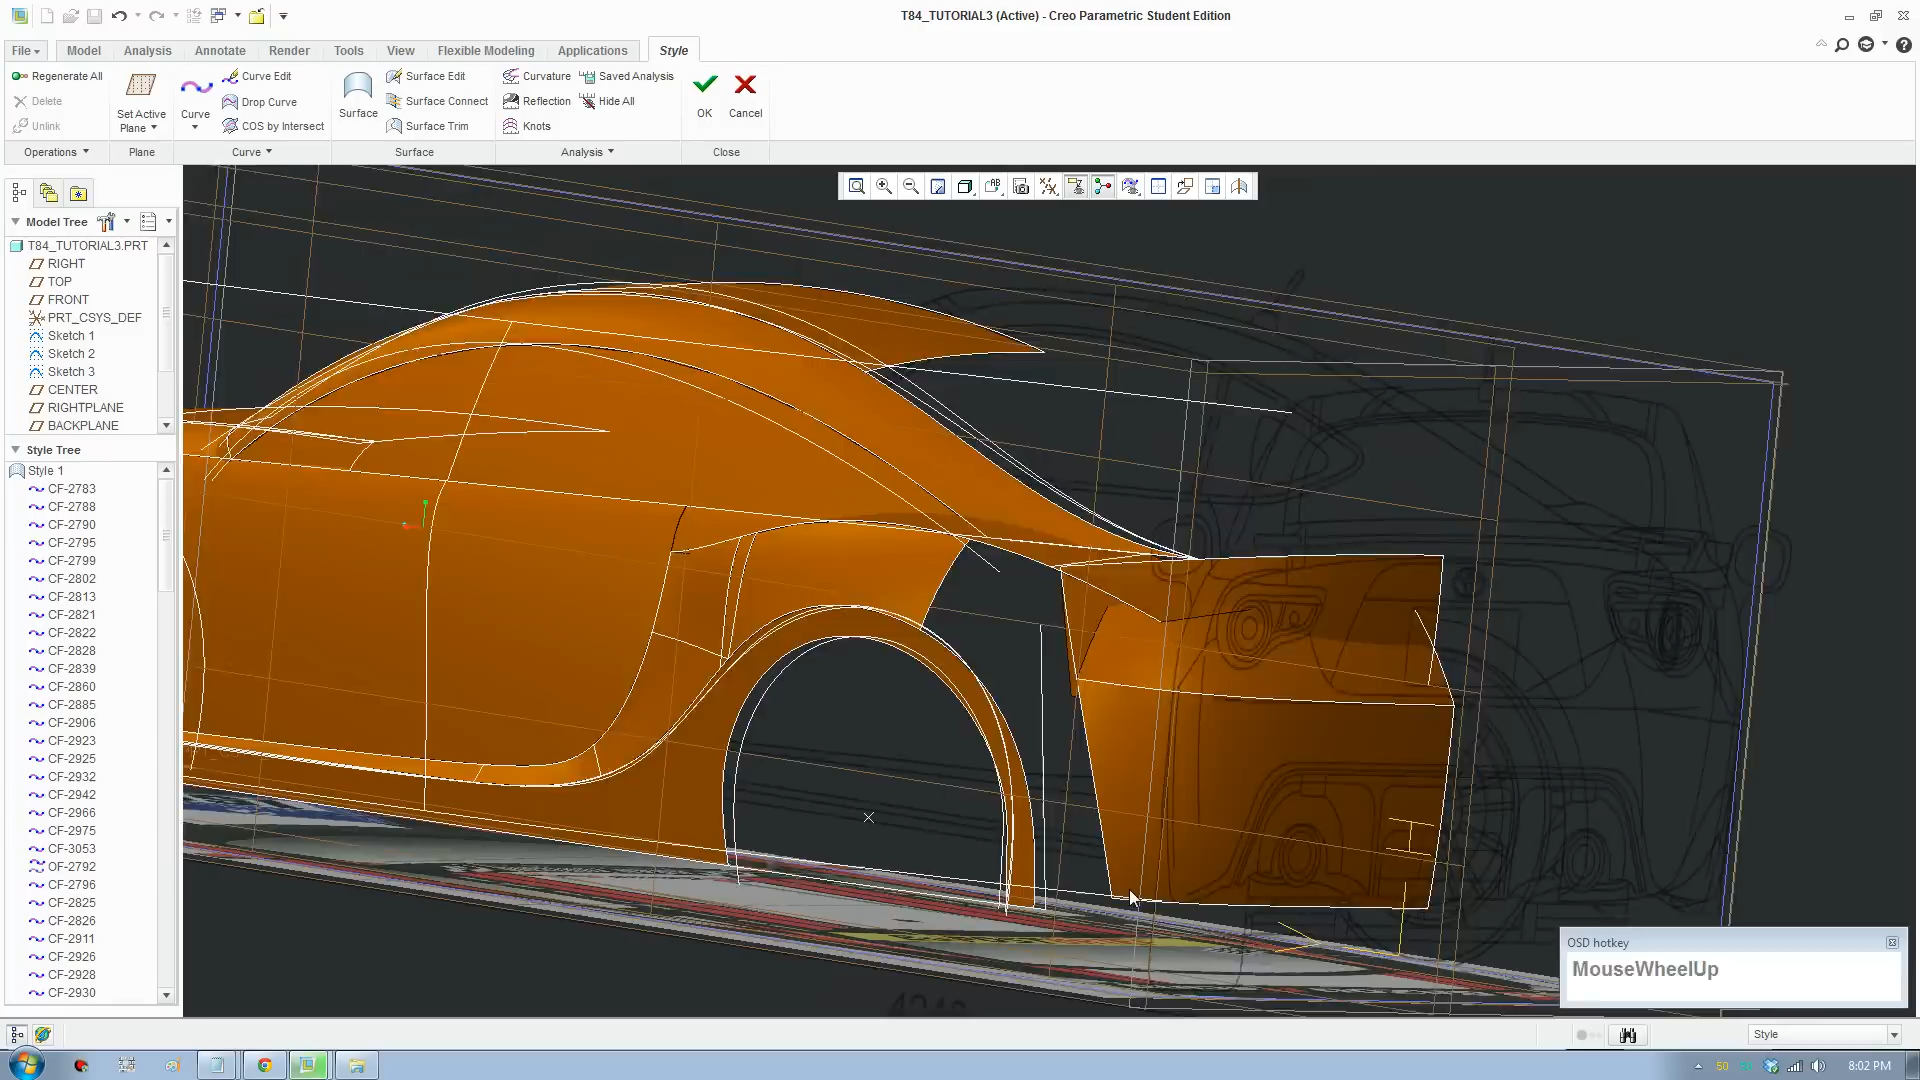 T84_TUTORIAL3 (Active) - Creo Parametric Student Edition
File
Model
Analysis
Annotate
Render
Tools
View
Flexible Modeling
Applications
Style
Regenerate All
Delete
Unlink
Operations
Set Active Plane
Plane
Curve
Curve Edit
Drop Curve
COS by Intersect
Curve
Surface
Surface Edit
Surface Connect
Surface Trim
Surface
Curvature
Saved Analysis
Reflection
Hide All
Knots
Analysis
OK
Cancel
Close
Model Tree
T84_TUTORIAL3.PRT
RIGHT
TOP
FRONT
PRT_CSYS_DEF
Sketch 1
Sketch 2
Sketch 3
CENTER
RIGHTPLANE
BACKPLANE
Style Tree
Style 1
CF-2783
CF-2788
CF-2790
CF-2795
CF-2799
CF-2802
CF-2813
CF-2821
CF-2822
CF-2828
CF-2839
CF-2860
CF-2885
CF-2906
CF-2923
CF-2925
CF-2932
CF-2942
CF-2966
CF-2975
CF-3053
OF-2792
CF-2796
CF-2825
CF-2826
CF-2911
CF-2926
CF-2928
CF-2930
OSD hotkey
MouseWheelUp
Style
50
8:02 PM